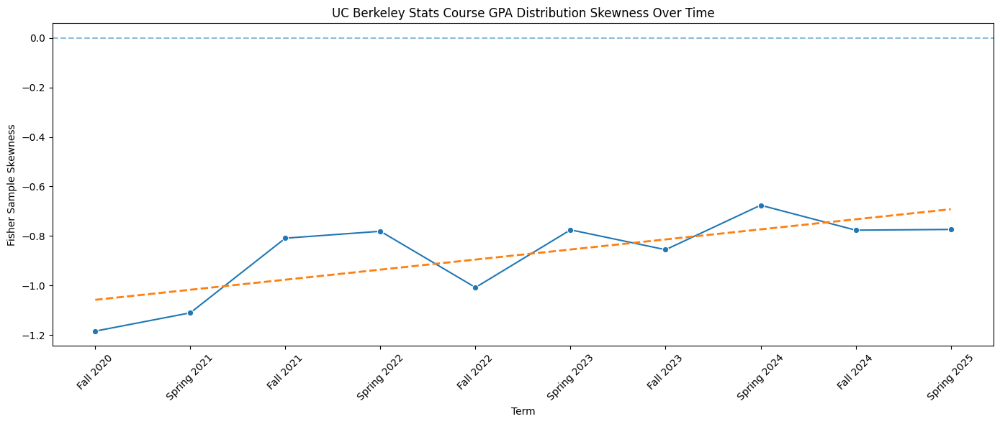 UC Berkeley Stats Course GPA Distribution Skewness Over Time
Fisher Sample Skewness
0.0
−0.2
−0.4
−0.6
−0.8
−1.0
−1.2
Fall 2020
Spring 2021
Fall 2021
Spring 2022
Fall 2022
Spring 2023
Fall 2023
Spring 2024
Fall 2024
Spring 2025
Term